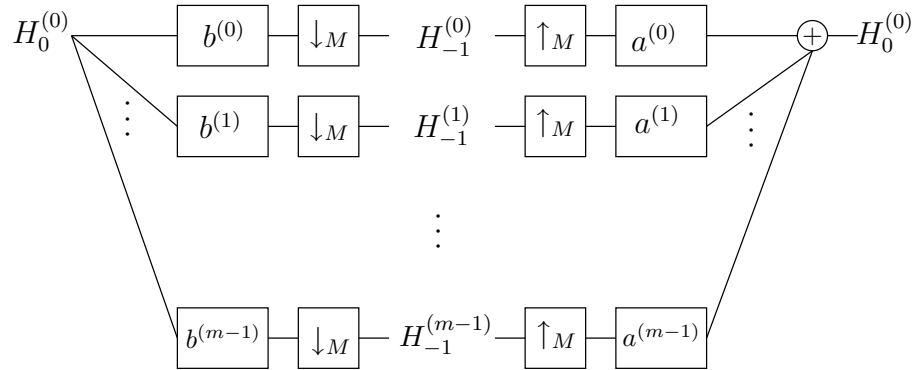 H_0^{(0)} b^{(0)} ↓_M H_{-1}^{(0)} ↑_M a^{(0)} + H_0^{(0)}
⋮ b^{(1)} ↓_M H_{-1}^{(1)} ↑_M a^{(1)} ⋮
⋮
b^{(m-1)} ↓_M H_{-1}^{(m-1)} ↑_M a^{(m-1)}